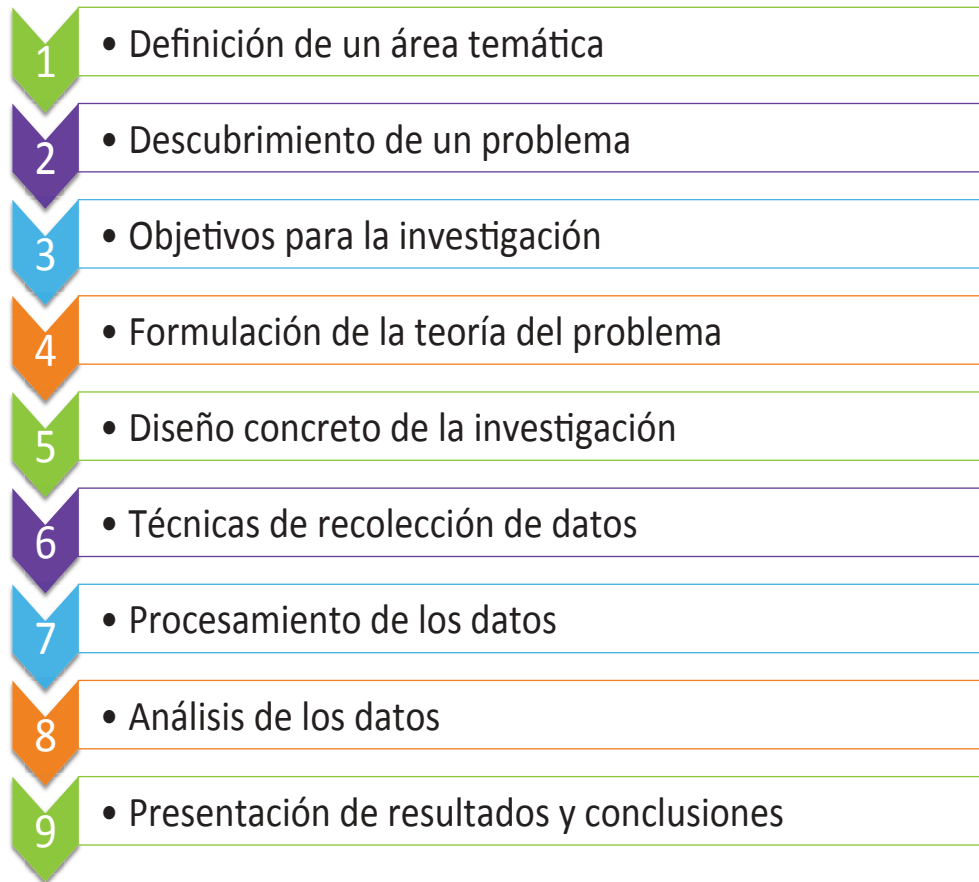 1 • Definición de un área temática
2 • Descubrimiento de un problema
3 • Objetivos para la investigación
4 • Formulación de la teoría del problema
5 • Diseño concreto de la investigación
6 • Técnicas de recolección de datos
7 • Procesamiento de los datos
8 • Análisis de los datos
9 • Presentación de resultados y conclusiones